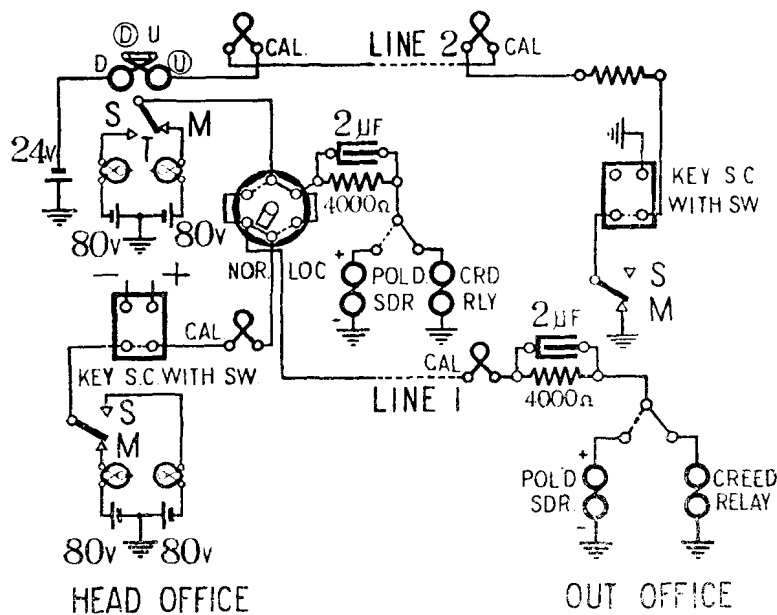 Ⓓ U
D Ⓤ
CAL.
LINE 2
CAL
S M
T
24V
80V 80V
2μF
4000Ω
NOR. LOC
+ POL'D. CRD
- SDR RLY
KEY S.C
WITH SW
S
M
- +
CAL
KEY S.C. WITH SW.
CAL
LINE 1
2μF
4000Ω
S
M
80V 80V
+ POL'D CREED
- SDR. RELAY
HEAD OFFICE
OUT OFFICE